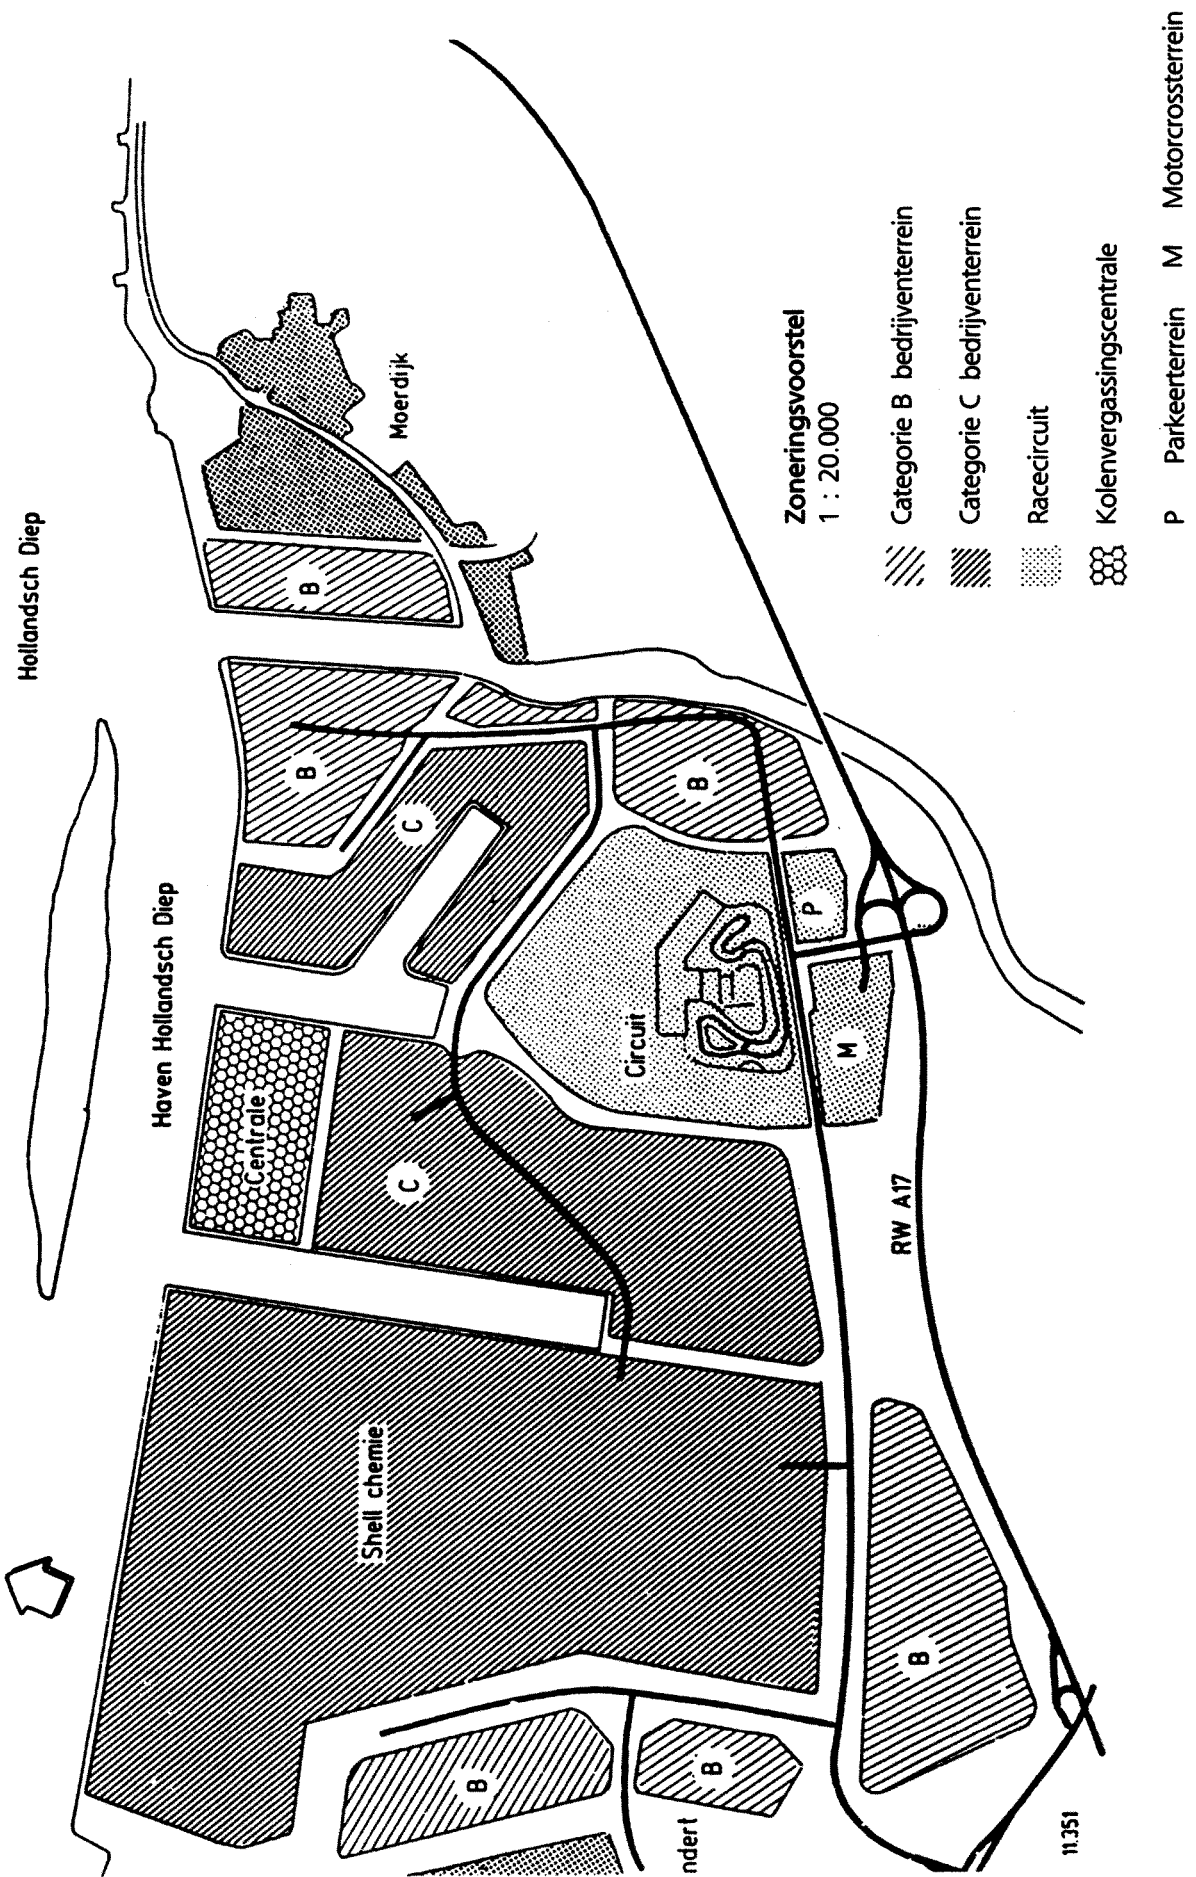 Hollandsch Diep
Haven Hollandsch Diep
Moerdijk
B
B
C
B
Centrale
C
Circuit
P
M
RW A17
Shell chemie
B
B
B
ndert
11.351
Zoneringsvoorstel
1 : 20.000
Categorie B bedrijventerrein
Categorie C bedrijventerrein
Racecircuit
Kolenvergassingscentrale
P Parkeerterrein M Motorcrossterrein